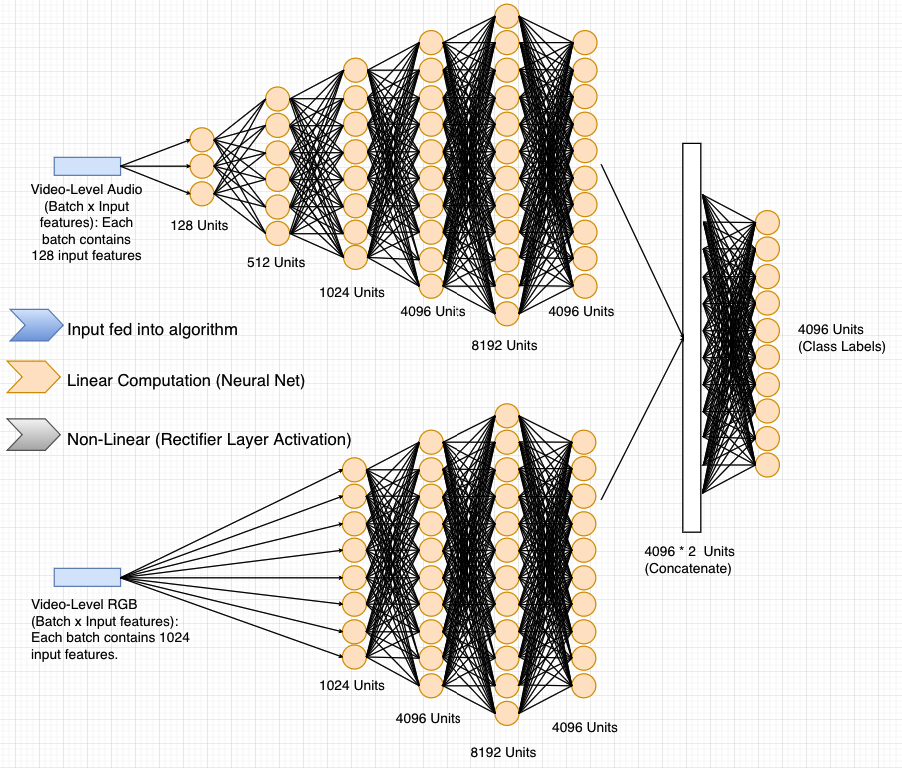 Video-Level Audio
(Batch x Input
features): Each
batch contains
128 input features
128 Units
512 Units
1024 Units
4096 Units
8192 Units
4096 Units
Input fed into algorithm
Linear Computation (Neural Net)
Non-Linear (Rectifier Layer Activation)
4096 Units
(Class Labels)
4096 * 2 Units
(Concatenate)
Video-Level RGB
(Batch x Input features):
Each batch contains 1024
input features.
1024 Units
4096 Units
8192 Units
4096 Units